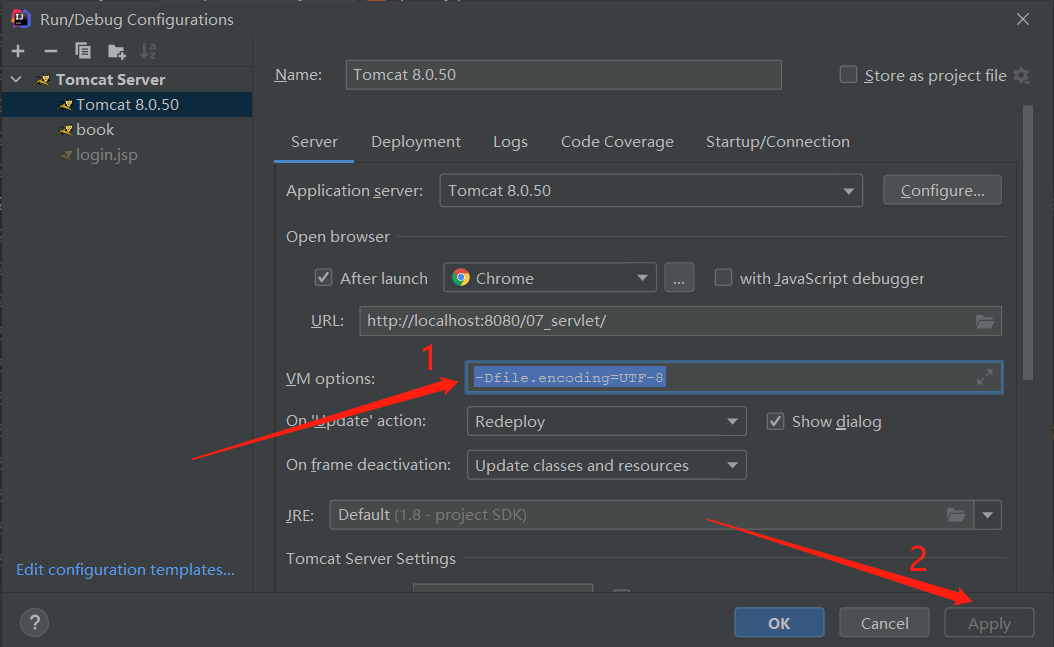 Run/Debug Configurations
Tomcat Server
Tomcat 8.0.50
book
login.jsp
Edit configuration templates...
Name: Tomcat 8.0.50 Store as project file
Server Deployment Logs Code Coverage Startup/Connection
Application server: Tomcat 8.0.50 Configure...
Open browser
After launch Chrome ... with JavaScript debugger
URL: http://localhost:8080/07_servlet/
1
VM options: -Dfile.encoding=UTF-8
On 'Update' action: Redeploy Show dialog
On frame deactivation: Update classes and resources
JRE: Default (1.8 - project SDK)
Tomcat Server Settings
2
? OK Cancel Apply